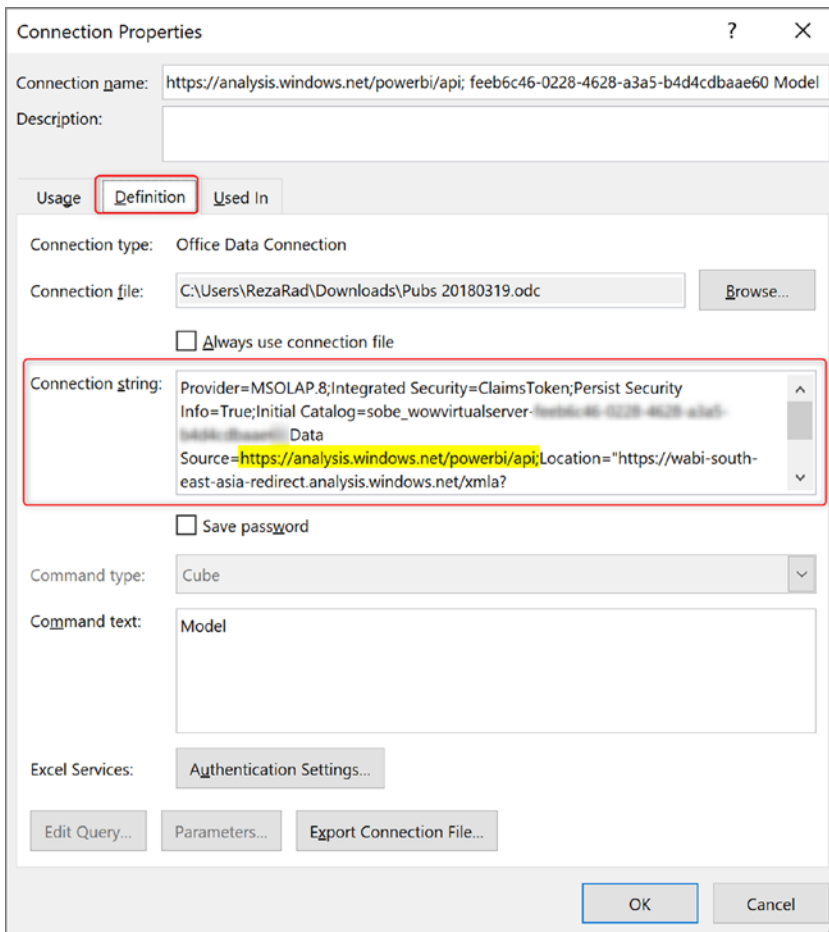 Connection Properties
?
Connection name:
https://analysis.windows.net/powerbi/api; feeb6c46-0228-4628-a3a5-b4d4cdbaae60 Model
Description:
Usage
Definition
Used In
Connection type:
Office Data Connection
Connection file:
C:\Users\RezaRad\Downloads\Pubs 20180319.odc
Browse...
Always use connection file
Connection string:
Provider=MSOLAP.8;Integrated Security=ClaimsToken;Persist Security
Info=True;Initial Catalog=sobe_wowvirtualserver-
Data
Source=https://analysis.windows.net/powerbi/api;Location="https://wabi-south-
east-asia-redirect.analysis.windows.net/xmla?
Save password
Command type:
Cube
Command text:
Model
Excel Services:
Authentication Settings...
Edit Query...
Parameters...
Export Connection File...
OK
Cancel